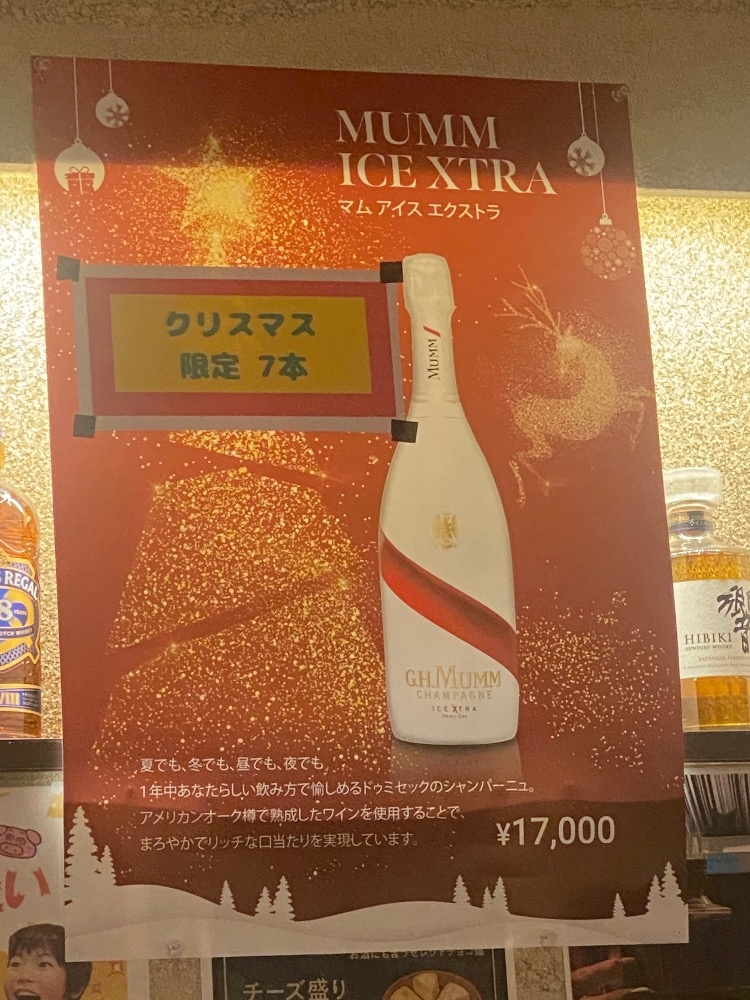 MUMM
ICE XTRA
マム アイス エクストラ
クリスマス
限定 7本
MUMM
G.H.MUMM
CHAMPAGNE
ICE XTRA
夏でも、冬でも、昼でも、夜でも、
1年中あなたらしい飲み方で愉しめるドゥミセックのシャンパーニュ。
アメリカンオーク樽で熟成したワインを使用することで、
まろやかでリッチな口当たりを実現しています。
¥17,000
REGAL
8
YEARS
響
HIBIKI
SUNTORY WHISKY
い
チーズ盛り